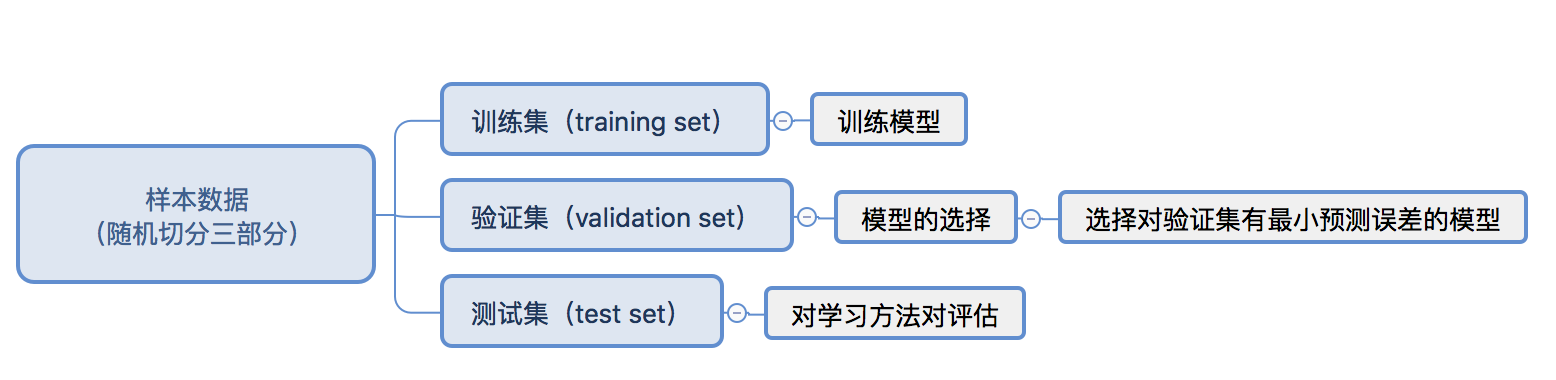 样本数据
（随机切分三部分）
训练集（training set）
训练模型
验证集（validation set）
模型的选择
选择对验证集有最小预测误差的模型
测试集（test set）
对学习方法对评估